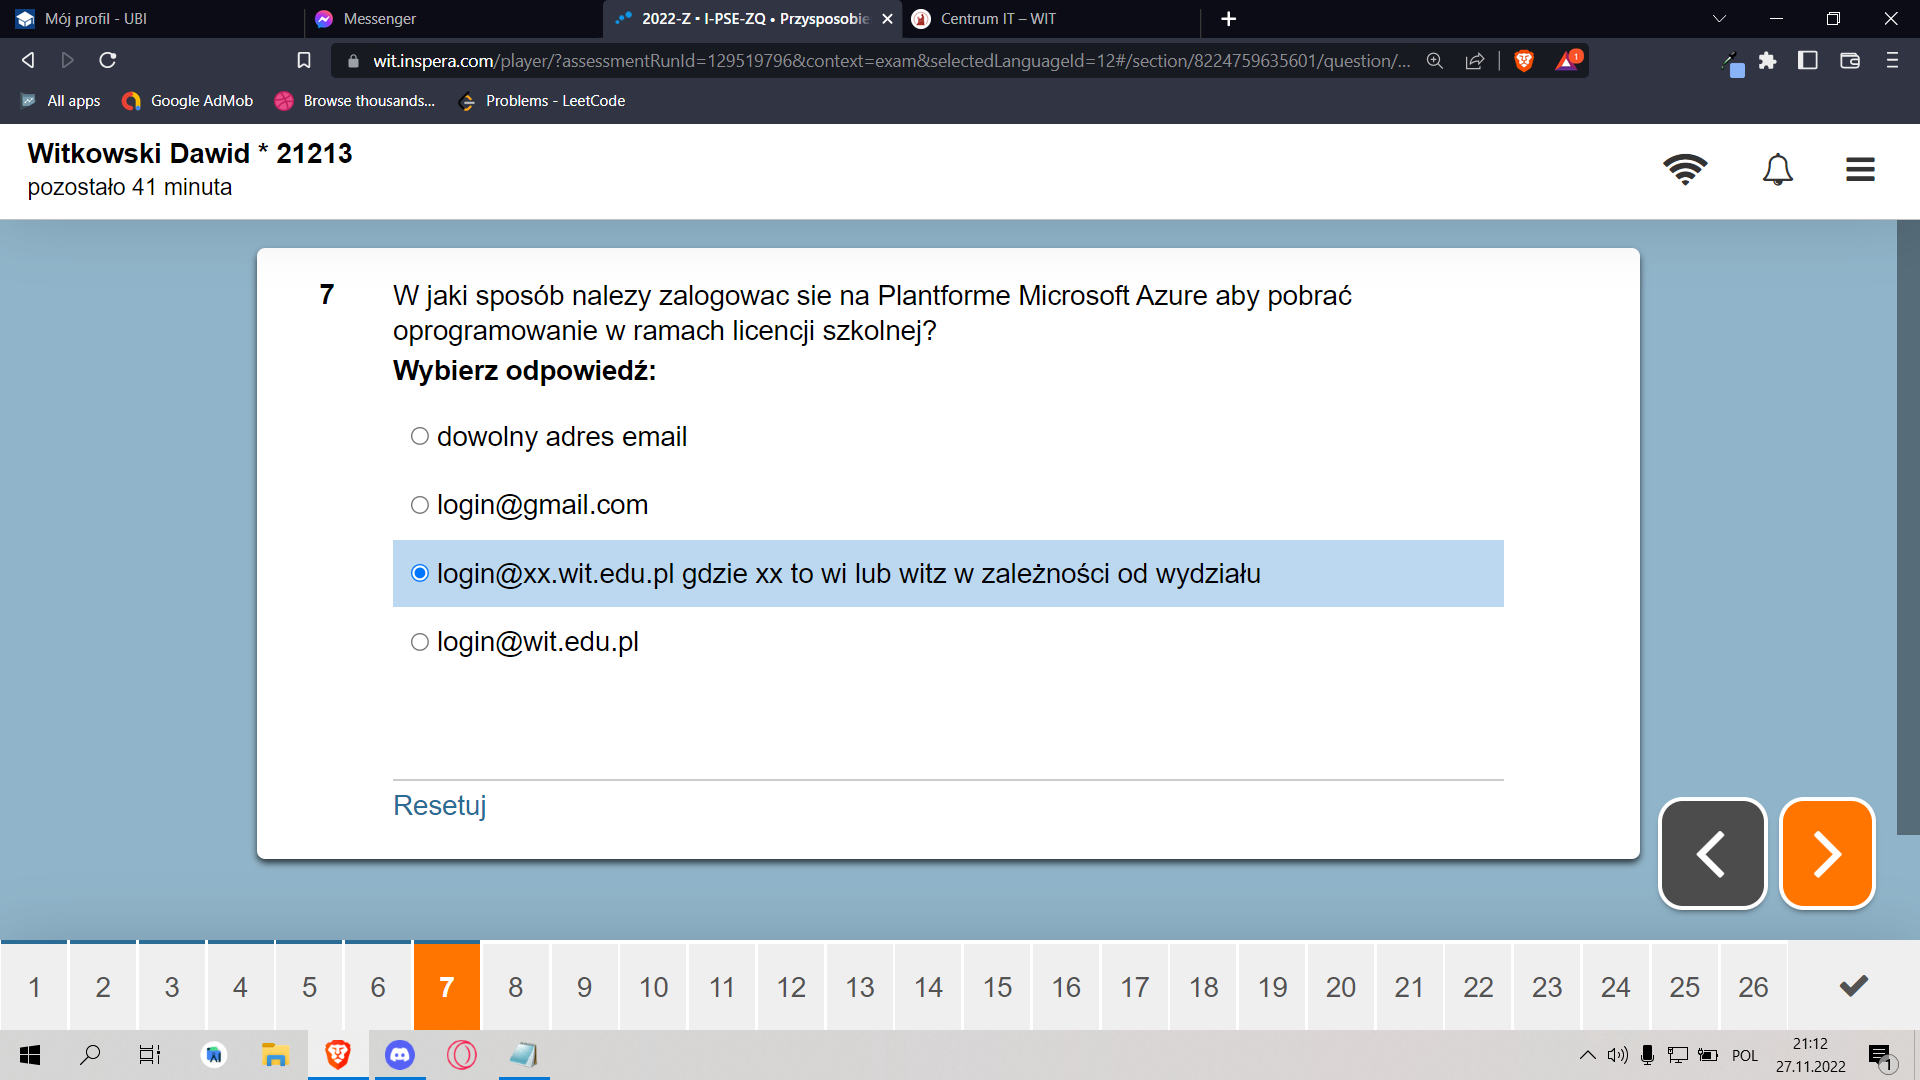 Mój profil - UBI
Messenger
2022-Z • I-PSE-ZQ • Przysposobie
Centrum IT – WIT
wit.inspera.com/player/?assessmentRunId=129519796&context=exam&selectedLanguageId=12#/section/8224759635601/question/...
1
All apps
Google AdMob
Browse thousands...
Problems - LeetCode
Witkowski Dawid * 21213
pozostało 41 minuta
7
W jaki sposób nalezy zalogowac sie na Plantforme Microsoft Azure aby pobrać
oprogramowanie w ramach licencji szkolnej?
Wybierz odpowiedź:
dowolny adres email
login@gmail.com
login@xx.wit.edu.pl gdzie xx to wi lub witz w zależności od wydziału
login@wit.edu.pl
Resetuj
1 2 3 4 5 6 7 8 9 10 11 12 13 14 15 16 17 18 19 20 21 22 23 24 25 26
POL
21:12
27.11.2022
1